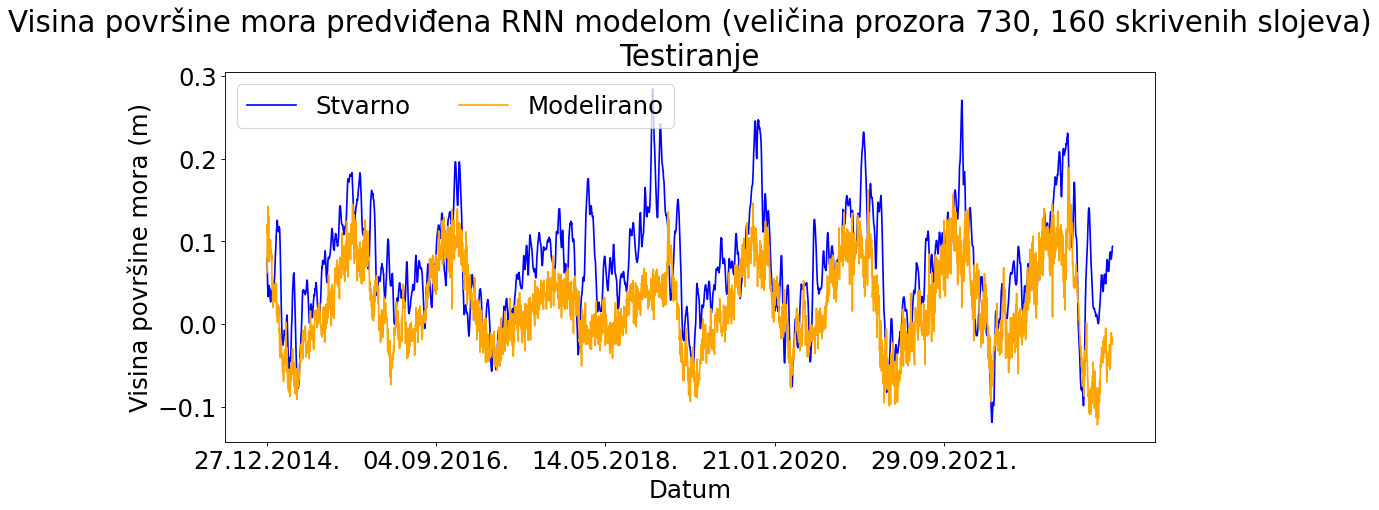 Visina površine mora predviđena RNN modelom (veličina prozora 730, 160 skrivenih slojeva)
Testiranje
Stvarno
Modelirano
Visina površine mora (m)
0.3
0.2
0.1
0.0
−0.1
27.12.2014.
04.09.2016.
14.05.2018.
21.01.2020.
29.09.2021.
Datum